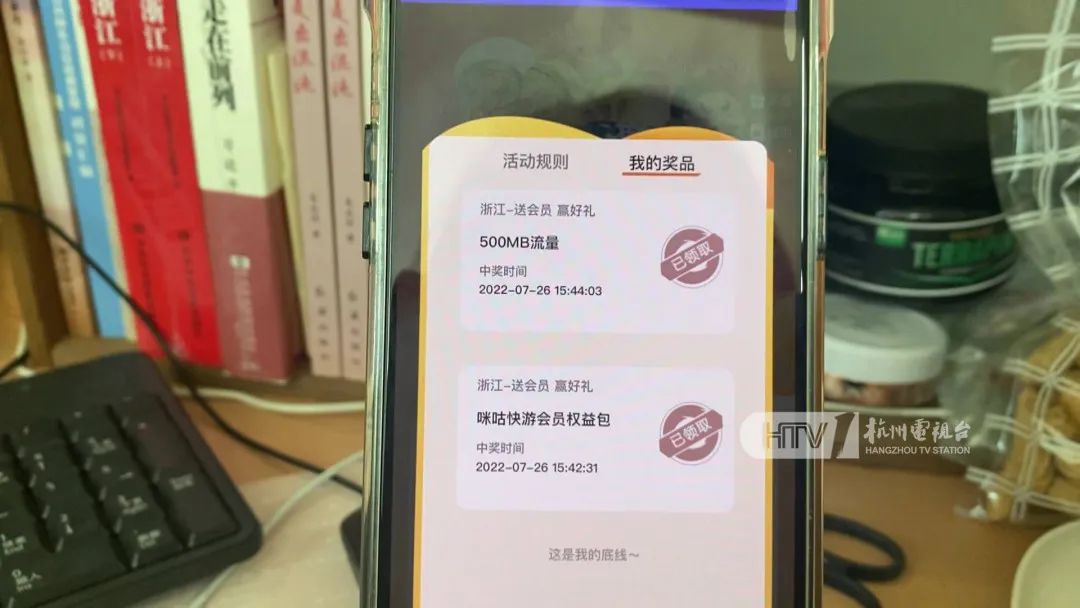 浙江
浙江
走在前列
活动规则
我的奖品
浙江-送会员 赢好礼
500MB流量
已领取
中奖时间
2022-07-26 15:44:03
浙江-送会员 赢好礼
咪咕快游会员权益包
已领取
中奖时间
2022-07-26 15:42:31
这是我的底线～
HTV1
杭州電視台
HANGZHOU TV STATION